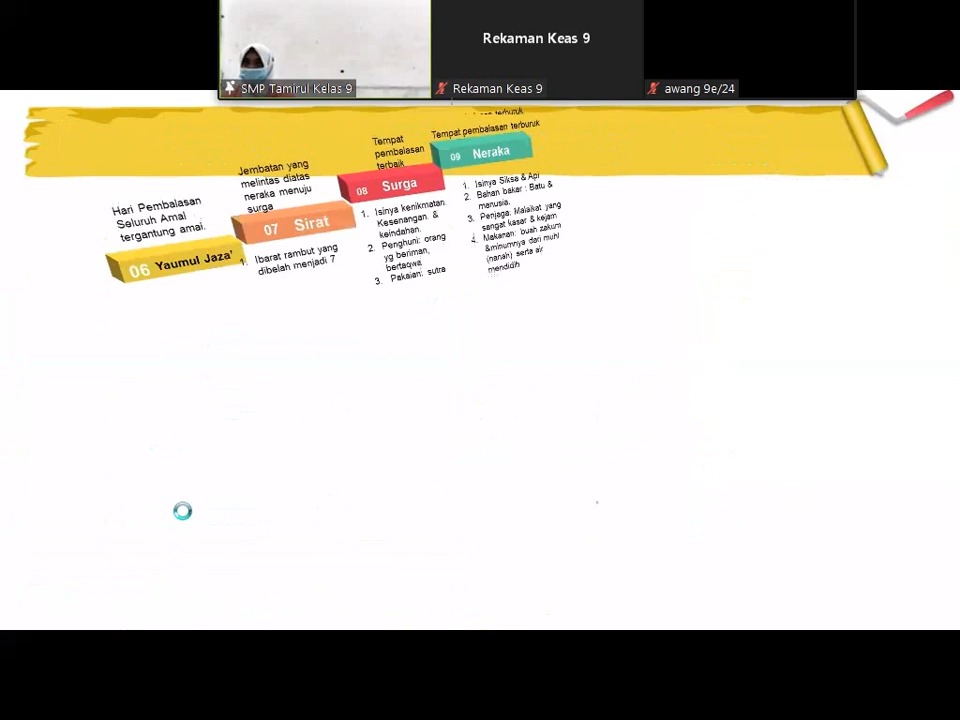 Rekaman Keas 9
SMP Tamirul Kelas 9
Rekaman Keas 9
awang 9e/24
Hari Pembalasan
Seluruh Amal
tergantung amal.
06 Yaumul Jaza'
Jembatan yang
melintas diatas
neraka menuju
surga
07 Sirat
1. Ibarat rambut yang
dibelah menjadi 7
Tempat
pembalasan
terbaik
08 Surga
1. Isinya kenikmatan.
Kesenangan. &
keindahan.
2. Penghuni: orang
yg beriman,
bertaqwa
3. Pakaian: sutra
terburuk
Tempat pembalasan terburuk
09 Neraka
1. Isinya Siksa & Api
2. Bahan bakar : Batu &
manusia.
3. Penjaga: Malaikat yang
sangat kasar & kejam
4. Makanan: buah zakum
&minumnya dari muhl
(nanah) serta air
mendidih